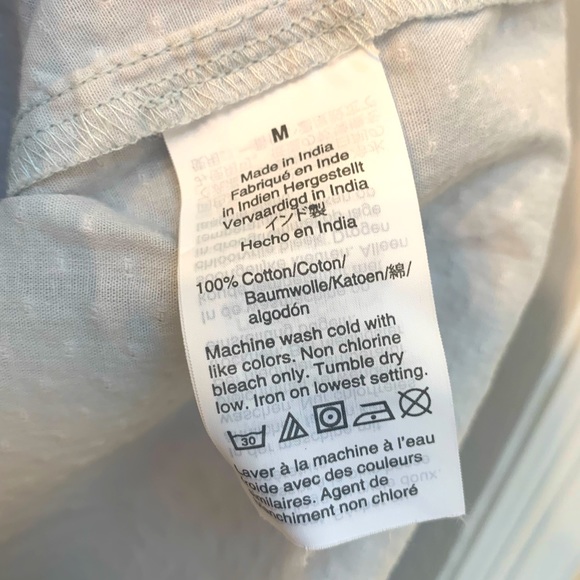 M
Made in India
Fabriqué en Inde
in Indien Hergestellt
Vervaardigd in India
インド製
Hecho en India
100% Cotton/Coton/
Baumwolle/Katoen/綿/
algodón
Machine wash cold with
like colors. Non chlorine
bleach only. Tumble dry
low. Iron on lowest setting.
30
Laver à la machine à l'eau
froide avec des couleurs
similaires. Agent de
blanchiment non chloré